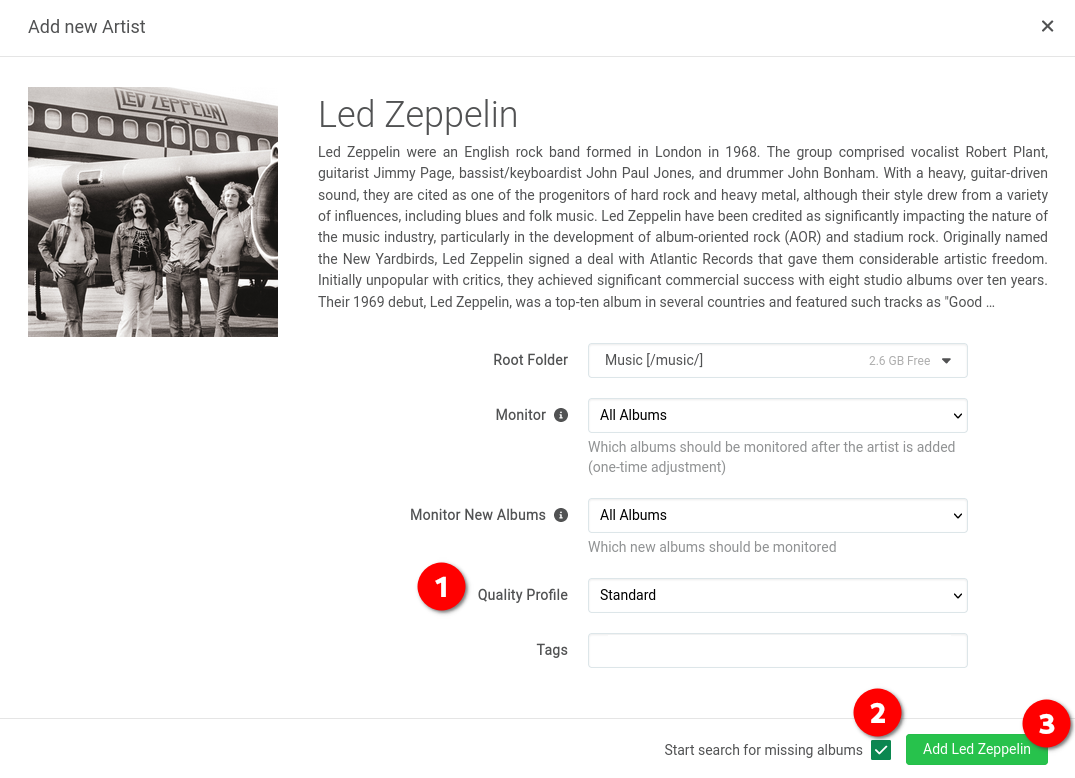 Add new Artist
LED ZEPPELIN
Led Zeppelin
Led Zeppelin were an English rock band formed in London in 1968. The group comprised vocalist Robert Plant,
guitarist Jimmy Page, bassist/keyboardist John Paul Jones, and drummer John Bonham. With a heavy, guitar-driven
sound, they are cited as one of the progenitors of hard rock and heavy metal, although their style drew from a variety
of influences, including blues and folk music. Led Zeppelin have been credited as significantly impacting the nature of
the music industry, particularly in the development of album-oriented rock (AOR) and stadium rock. Originally named
the New Yardbirds, Led Zeppelin signed a deal with Atlantic Records that gave them considerable artistic freedom.
Initially unpopular with critics, they achieved significant commercial success with eight studio albums over ten years.
Their 1969 debut, Led Zeppelin, was a top-ten album in several countries and featured such tracks as "Good ...
Root Folder Music [/music/] 2.6 GB Free
Monitor All Albums
Which albums should be monitored after the artist is added
(one-time adjustment)
Monitor New Albums All Albums
Which new albums should be monitored
1 Quality Profile Standard
Tags
2
3
Start search for missing albums Add Led Zeppelin